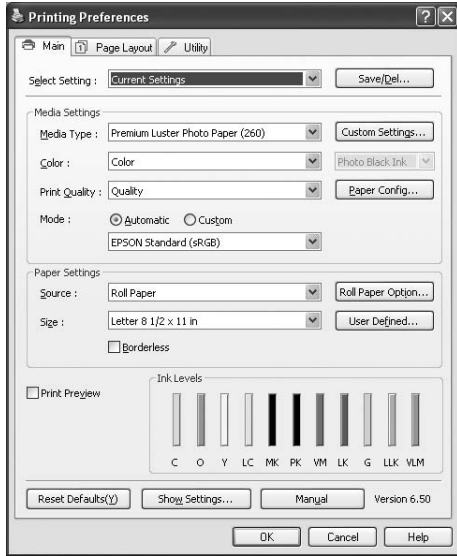 Printing Preferences
Main Page Layout Utility
Select Setting : Current Settings Save/Del...
Media Settings
Media Type : Premium Luster Photo Paper (260) Custom Settings...
Color : Color Photo Black Ink
Print Quality : Quality Paper Config...
Mode : Automatic Custom
EPSON Standard (sRGB)
Paper Settings
Source : Roll Paper Roll Paper Option...
Size : Letter 8 1/2 x 11 in User Defined...
Borderless
Print Preview
Ink Levels
C O Y LC MK PK VM LK G LLK VLM
Reset Defaults(Y) Show Settings... Manual Version 6.50
OK Cancel Help